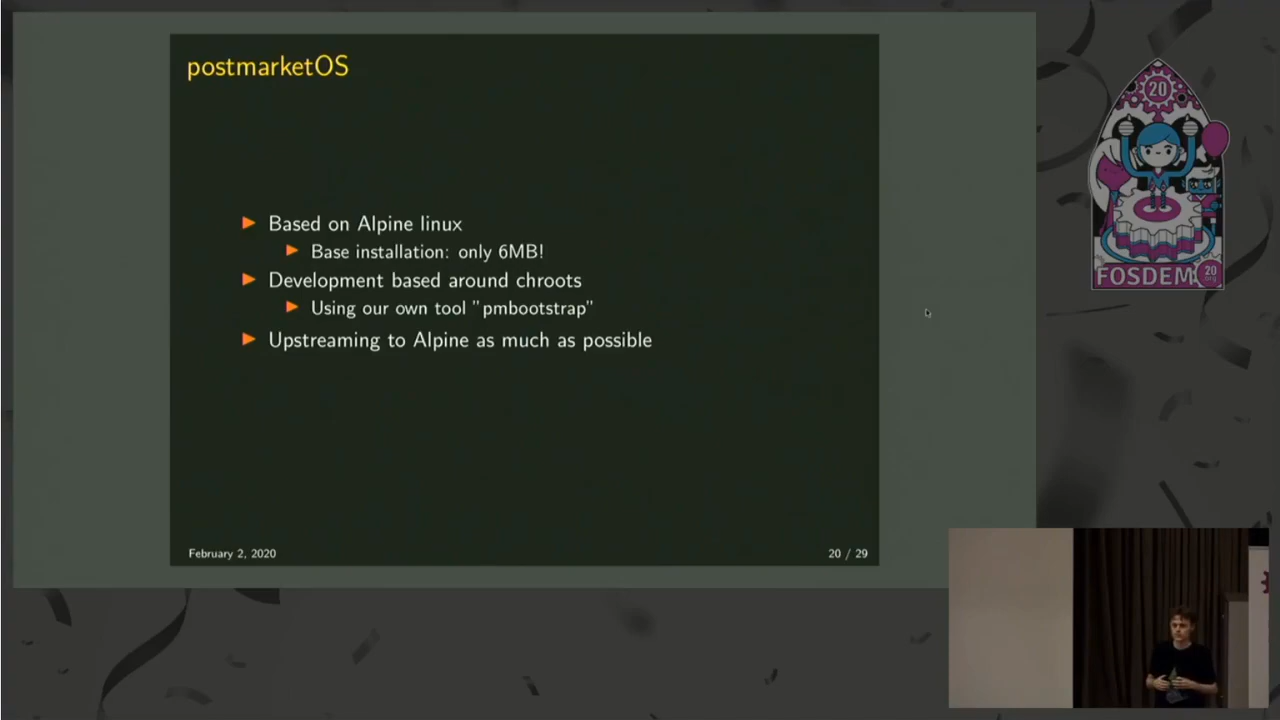 postmarketOS
Based on Alpine linux
Base installation: only 6MB!
Development based around chroots
Using our own tool "pmbootstrap"
Upstreaming to Alpine as much as possible
February 2, 2020
20 / 29
20
FOSDEM
20